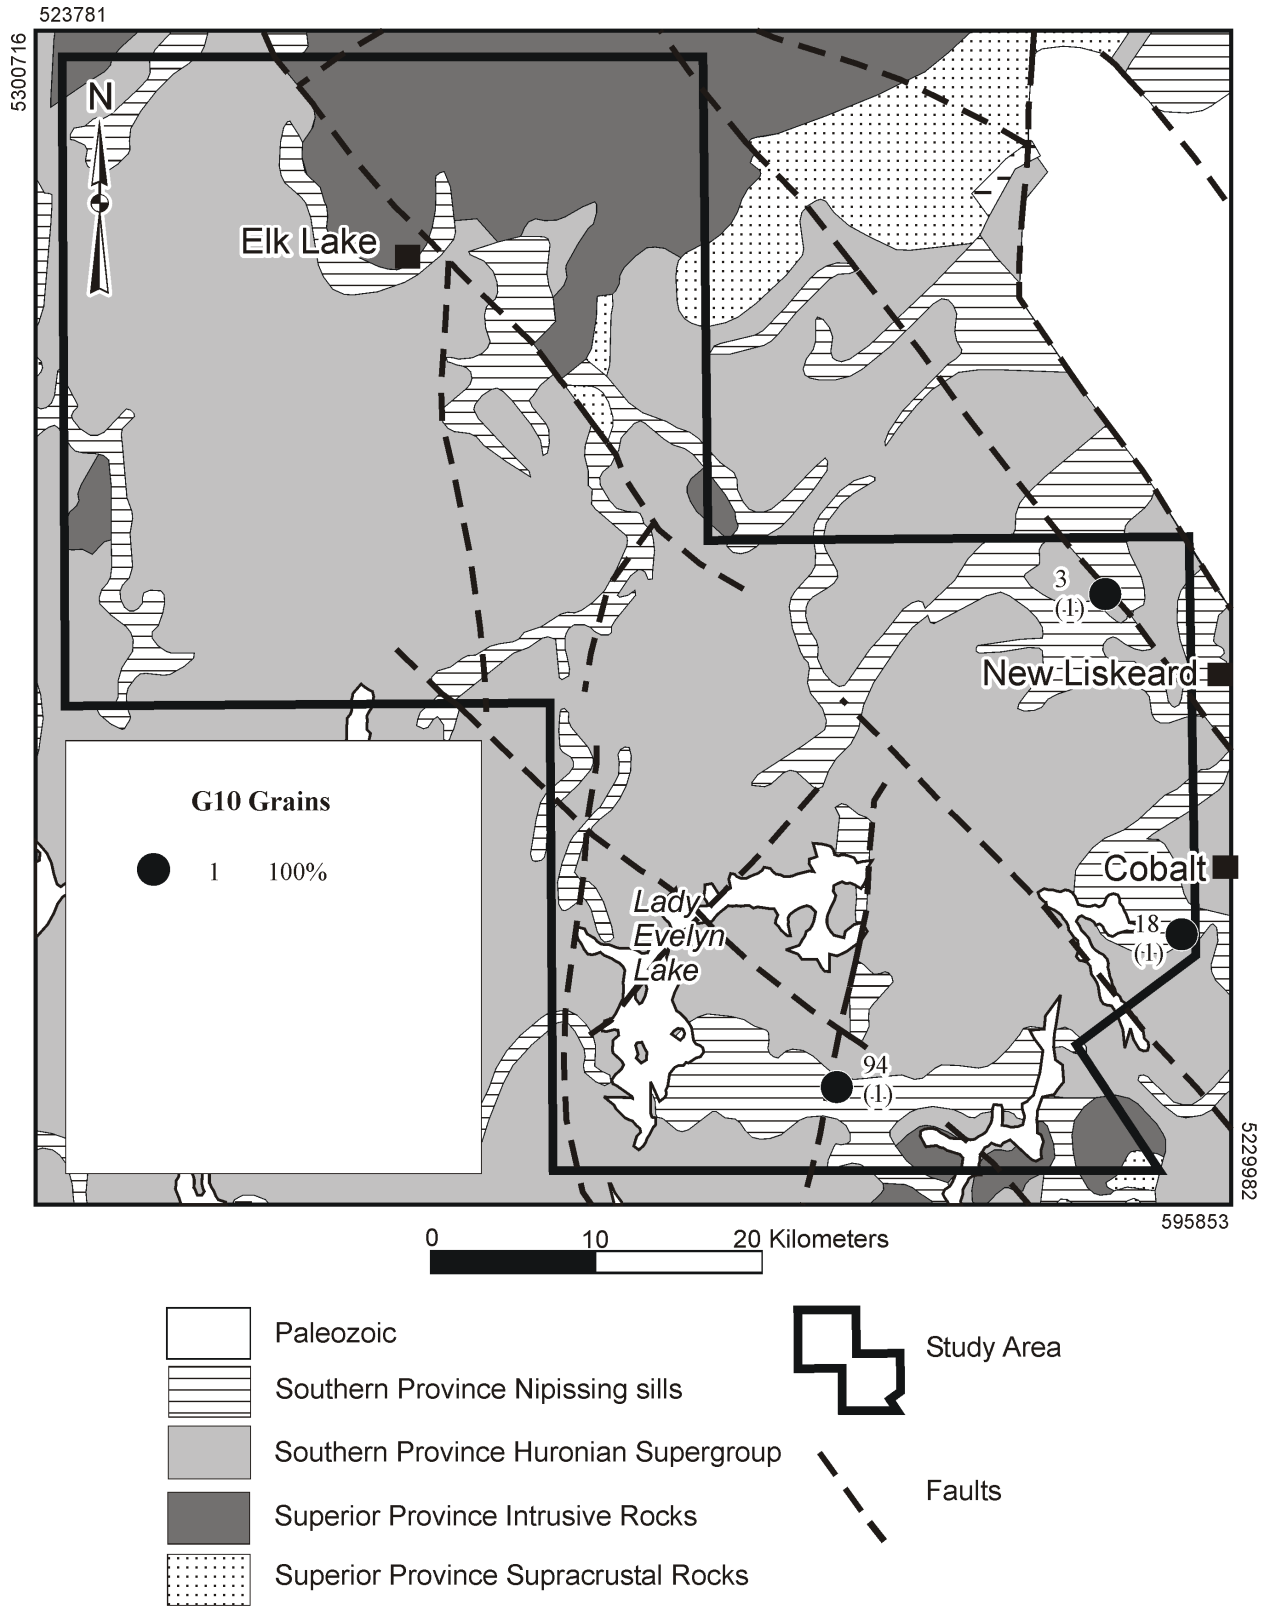 523781
5300716
N
Elk Lake
3
(1)
New Liskeard
G10 Grains
1 100%
Cobalt
Lady
Evelyn
Lake
18
(1)
94
(1)
5229982
595853
0 10 20 Kilometers
Paleozoic
Study Area
Southern Province Nipissing sills
Southern Province Huronian Supergroup
Faults
Superior Province Intrusive Rocks
Superior Province Supracrustal Rocks